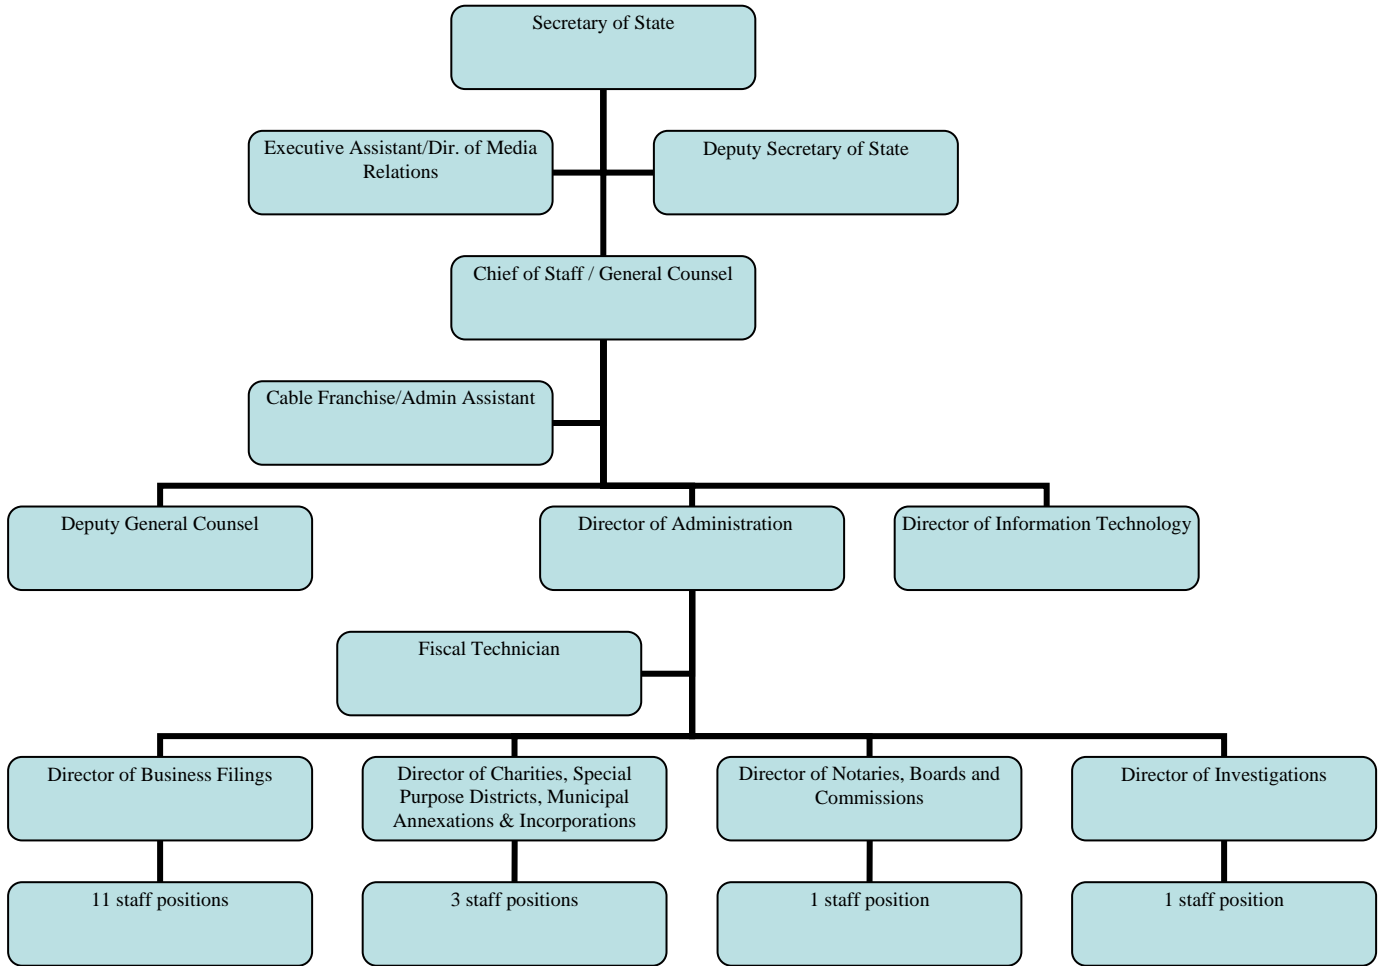 Secretary of State
Executive Assistant/Dir. of Media
Relations
Deputy Secretary of State
Chief of Staff / General Counsel
Cable Franchise/Admin Assistant
Deputy General Counsel
Director of Administration
Director of Information Technology
Fiscal Technician
Director of Business Filings
Director of Charities, Special
Purpose Districts, Municipal
Annexations & Incorporations
Director of Notaries, Boards and
Commissions
Director of Investigations
11 staff positions
3 staff positions
1 staff position
1 staff position